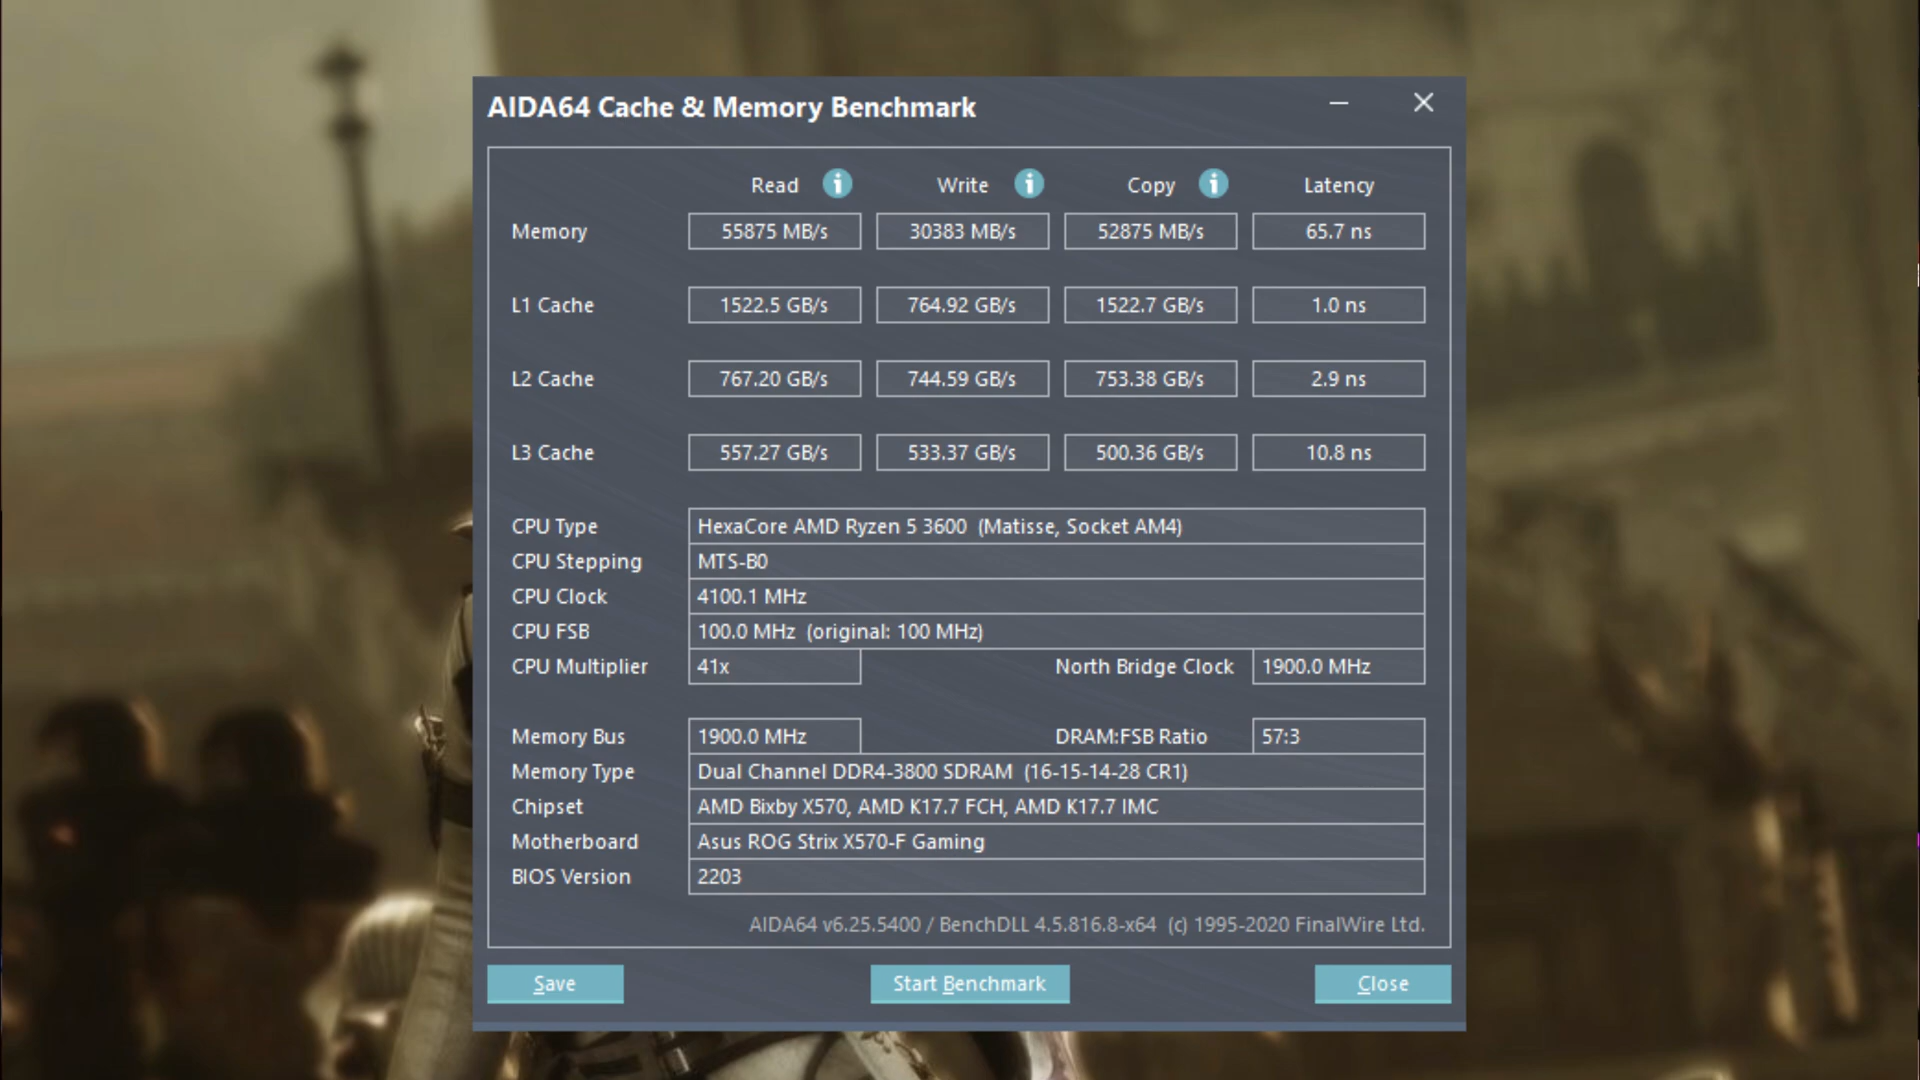 AIDA64 Cache & Memory Benchmark
Read Write Copy Latency
Memory 55875 MB/s 30383 MB/s 52875 MB/s 65.7 ns
L1 Cache 1522.5 GB/s 764.92 GB/s 1522.7 GB/s 1.0 ns
L2 Cache 767.20 GB/s 744.59 GB/s 753.38 GB/s 2.9 ns
L3 Cache 557.27 GB/s 533.37 GB/s 500.36 GB/s 10.8 ns
CPU Type HexaCore AMD Ryzen 5 3600 (Matisse, Socket AM4)
CPU Stepping MTS-B0
CPU Clock 4100.1 MHz
CPU FSB 100.0 MHz (original: 100 MHz)
CPU Multiplier 41x North Bridge Clock 1900.0 MHz
Memory Bus 1900.0 MHz DRAM:FSB Ratio 57:3
Memory Type Dual Channel DDR4-3800 SDRAM (16-15-14-28 CR1)
Chipset AMD Bixby X570, AMD K17.7 FCH, AMD K17.7 IMC
Motherboard Asus ROG Strix X570-F Gaming
BIOS Version 2203
AIDA64 v6.25.5400 / BenchDLL 4.5.816.8-x64 (c) 1995-2020 FinalWire Ltd.
Save Start Benchmark Close